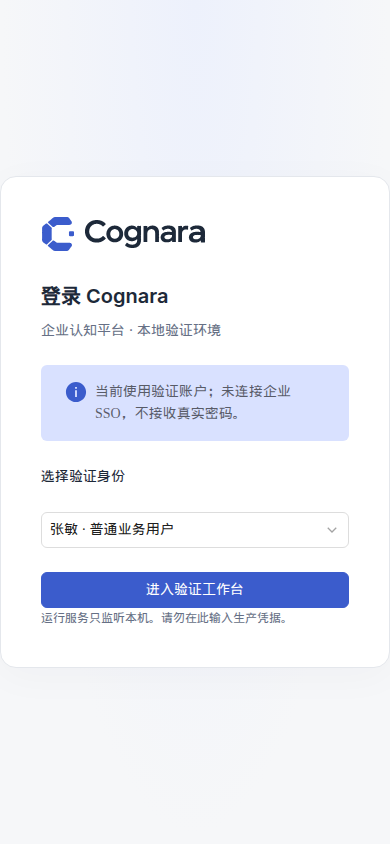 Cognara
登录 Cognara
企业认知平台 · 本地验证环境
当前使用验证账户；未连接企业
SSO，不接收真实密码。
选择验证身份
张敏 · 普通业务用户
进入验证工作台
运行服务只监听本机。请勿在此输入生产凭据。